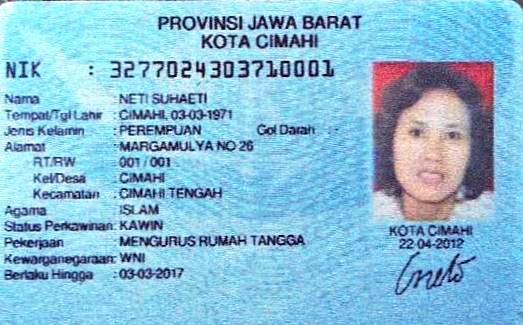 PROVINSI JAWA BARAT
KOTA CIMAHI
NIK : 3277024303710001
Nama : NETI SUHAETI
Tempat/Tgl Lahir : CIMAHI, 03-03-1971
Jenis Kelamin : PEREMPUAN Gol Darah : -
Alamat : MARGAMULYA NO 26
RT/RW : 001 / 001
Kel/Desa : CIMAHI
Kecamatan : CIMAHI TENGAH
Agama : ISLAM
Status Perkawinan: KAWIN
Pekerjaan : MENGURUS RUMAH TANGGA
Kewarganegaraan: WNI
Berlaku Hingga : 03-03-2017
KOTA CIMAHI
22-04-2012